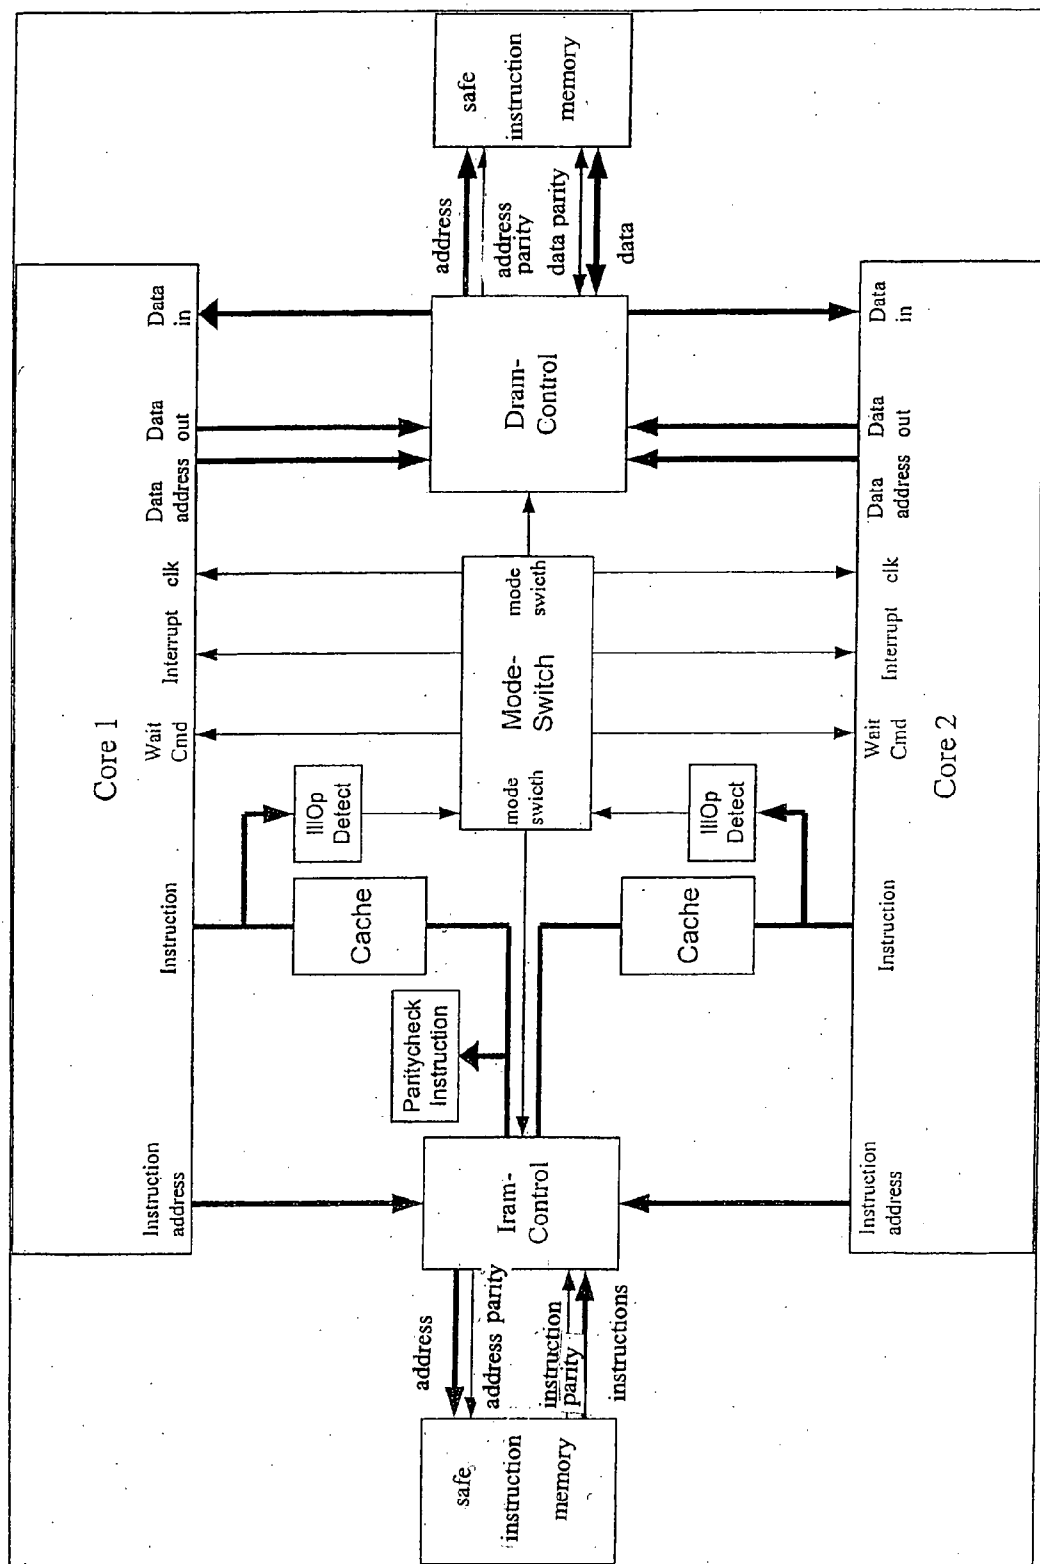 Core 1
Instruction
address
Instruction
Wait
Cmd
Interrupt
clk
Data
address
Data
out
Data
in
IllOp
Detect
Cache
Paritycheck
Instruction
safe
instruction
memory
address
address parity
instruction
parity
instructions
Iram-
Control
mode
swicth
Mode-
Switch
mode
swicth
Dram-
Control
address
address
parity
data parity
data
safe
instruction
memory
Cache
IllOp
Detect
Instruction
address
Instruction
Wait
Cmd
Interrupt
clk
Data
address
Data
out
Data
in
Core 2